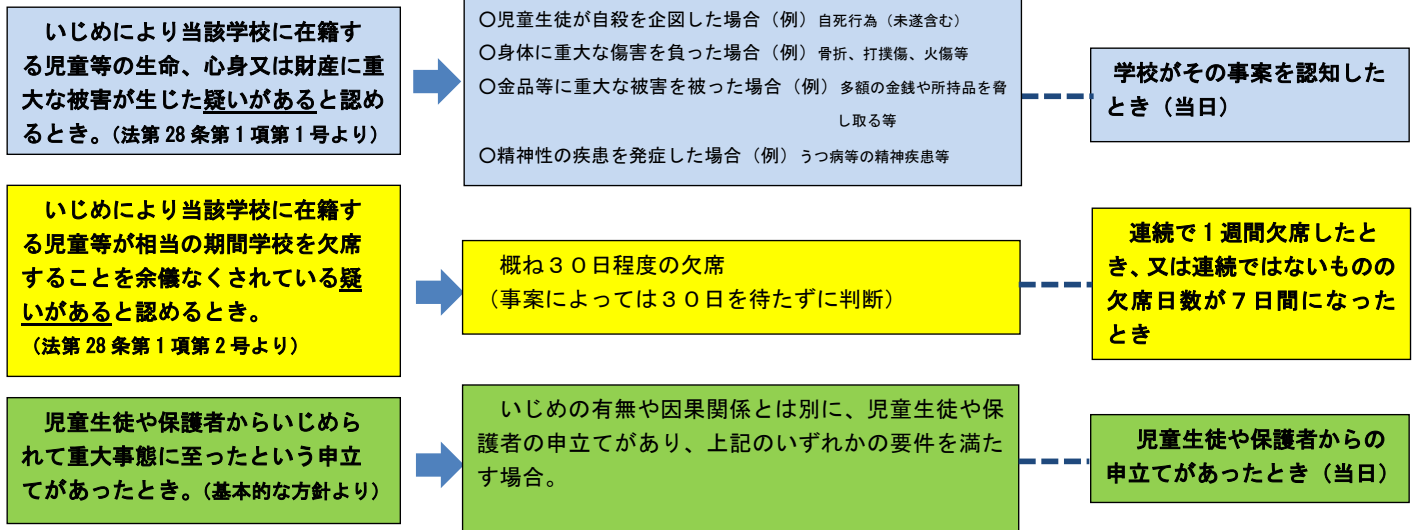 いじめにより当該学校に在籍す
る児童等の生命、心身又は財産に重
大な被害が生じた疑いがあると認め
るとき。(法第28条第1項第1号より)
〇児童生徒が自殺を企図した場合（例）自死行為（未遂含む）
〇身体に重大な傷害を負った場合（例）骨折、打撲傷、火傷等
〇金品等に重大な被害を被った場合（例）多額の金銭や所持品を脅
し取る等
〇精神性の疾患を発症した場合（例）うつ病等の精神疾患等
学校がその事案を認知した
とき（当日）
いじめにより当該学校に在籍す
る児童等が相当の期間学校を欠席
することを余儀なくされている疑
いがあると認めるとき。
(法第28条第1項第2号より)
概ね３０日程度の欠席
（事案によっては３０日を待たずに判断）
連続で１週間欠席したと
き、又は連続ではないものの
欠席日数が７日間になった
とき
児童生徒や保護者からいじめら
れて重大事態に至ったという申立
てがあったとき。(基本的な方針より)
いじめの有無や因果関係とは別に、児童生徒や保
護者の申立てがあり、上記のいずれかの要件を満た
す場合。
児童生徒や保護者からの
申立てがあったとき（当日）